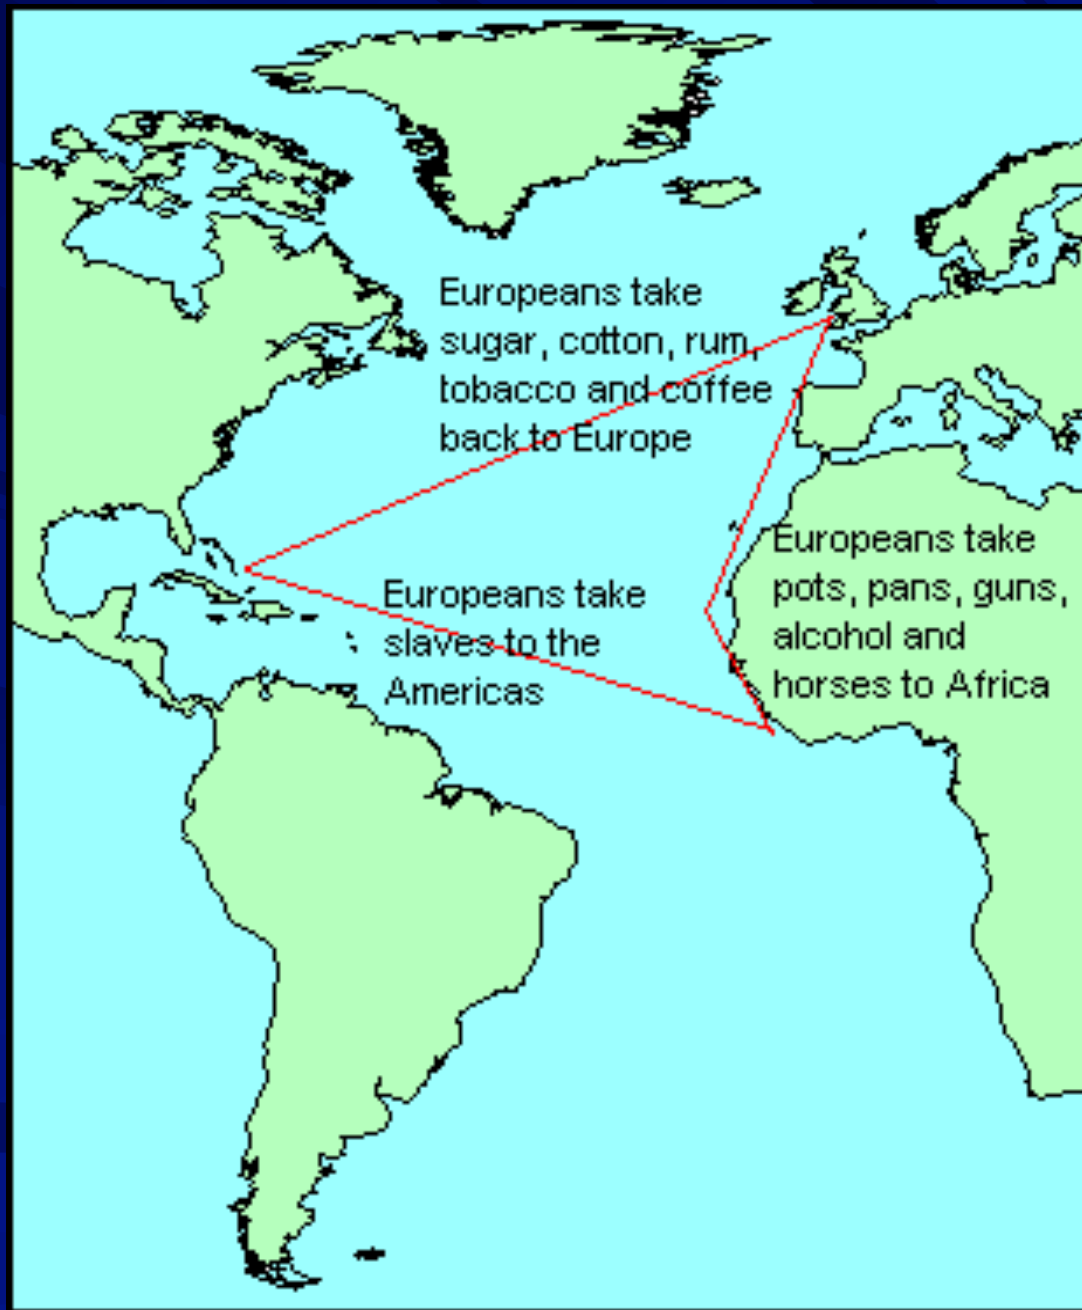 Europeans take
sugar, cotton, rum,
tobacco and coffee
back to Europe
Europeans take
pots, pans, guns,
alcohol and
horses to Africa
Europeans take
slaves to the
Americas